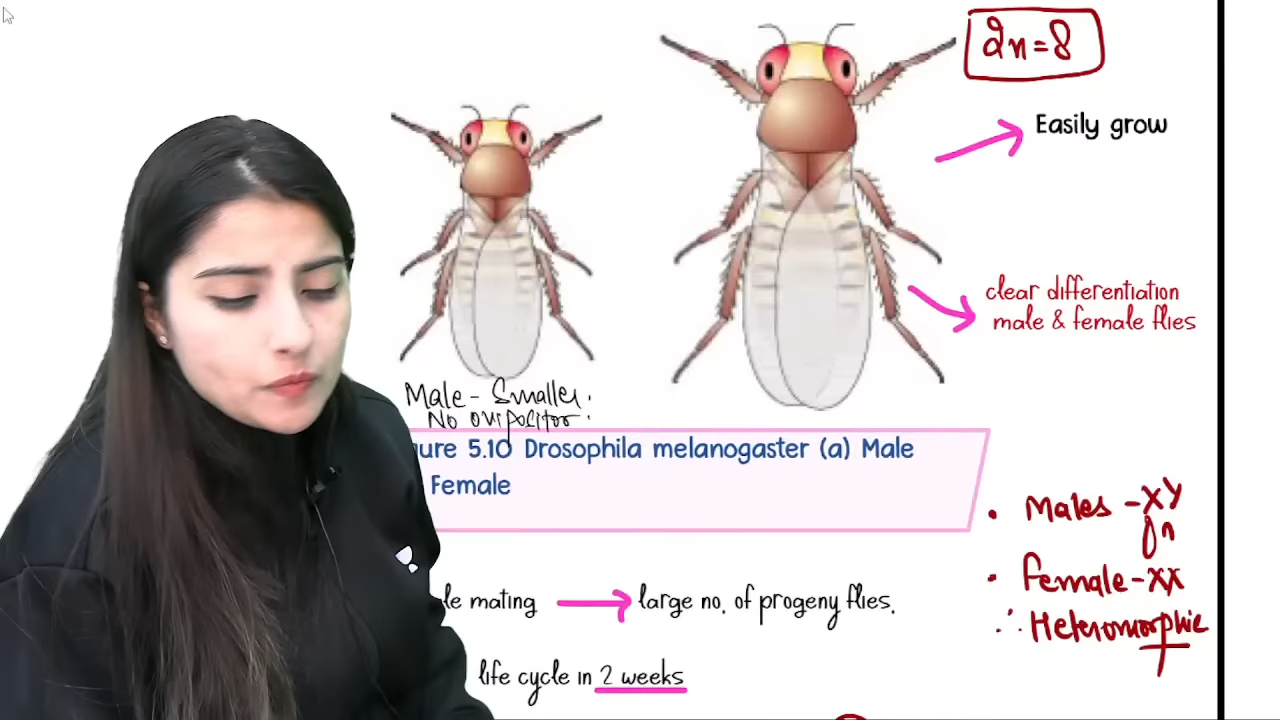 2n=8
Easily grow
clear differentiation
male & female flies
Male - Smaller.
No ovipositor.
ure 5.10 Drosophila melanogaster (a) Male
Female
Males - XY
Female - XX
∴ Heteromorphic
le mating → large no. of progeny flies.
life cycle in 2 weeks